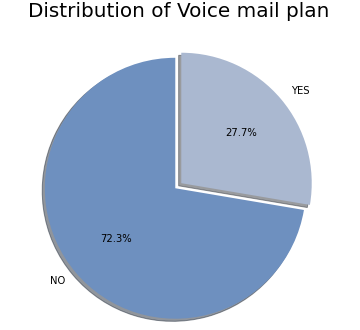 Distribution of Voice mail plan
YES
27.7%
72.3%
NO